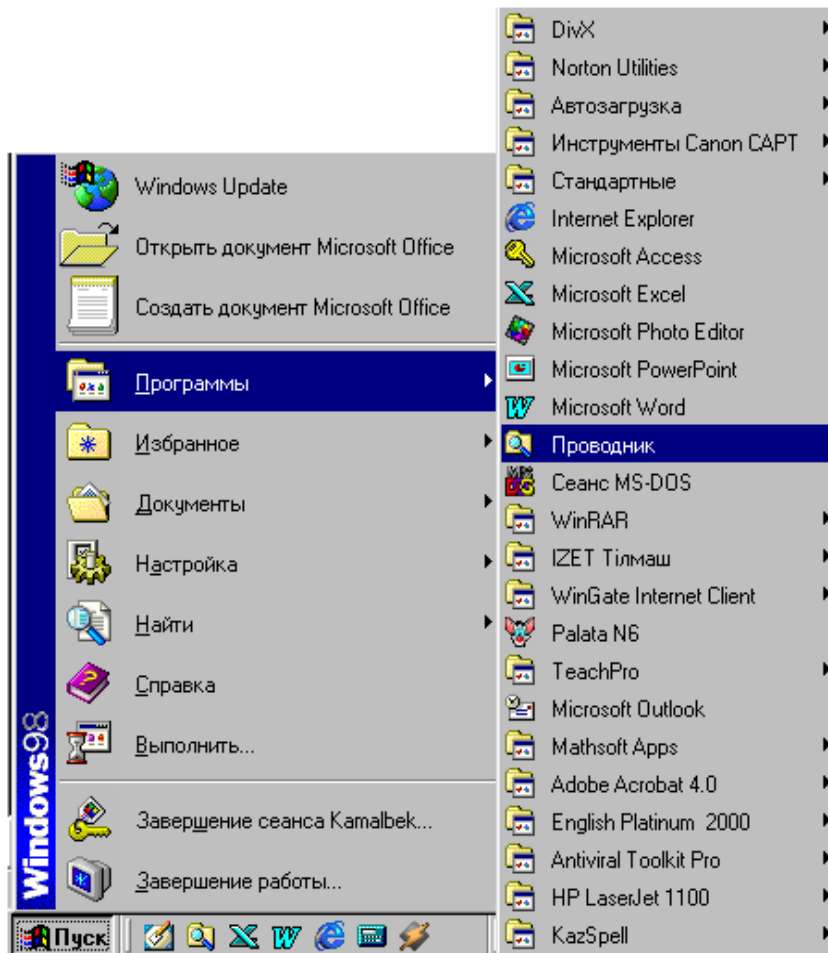 Windows Update
Открыть документ Microsoft Office
Создать документ Microsoft Office
Программы
Избранное
Документы
Настройка
Найти
Справка
Выполнить...
Завершение сеанса Kamalbek...
Завершение работы...
Windows98
Пуск
DivX
Norton Utilities
Автозагрузка
Инструменты Canon CAPT
Стандартные
Internet Explorer
Microsoft Access
Microsoft Excel
Microsoft Photo Editor
Microsoft PowerPoint
Microsoft Word
Проводник
Сеанс MS-DOS
WinRAR
IZET Тілмаш
WinGate Internet Client
Palata N6
TeachPro
Microsoft Outlook
Mathsoft Apps
Adobe Acrobat 4.0
English Platinum 2000
Antiviral Toolkit Pro
HP LaserJet 1100
KazSpell